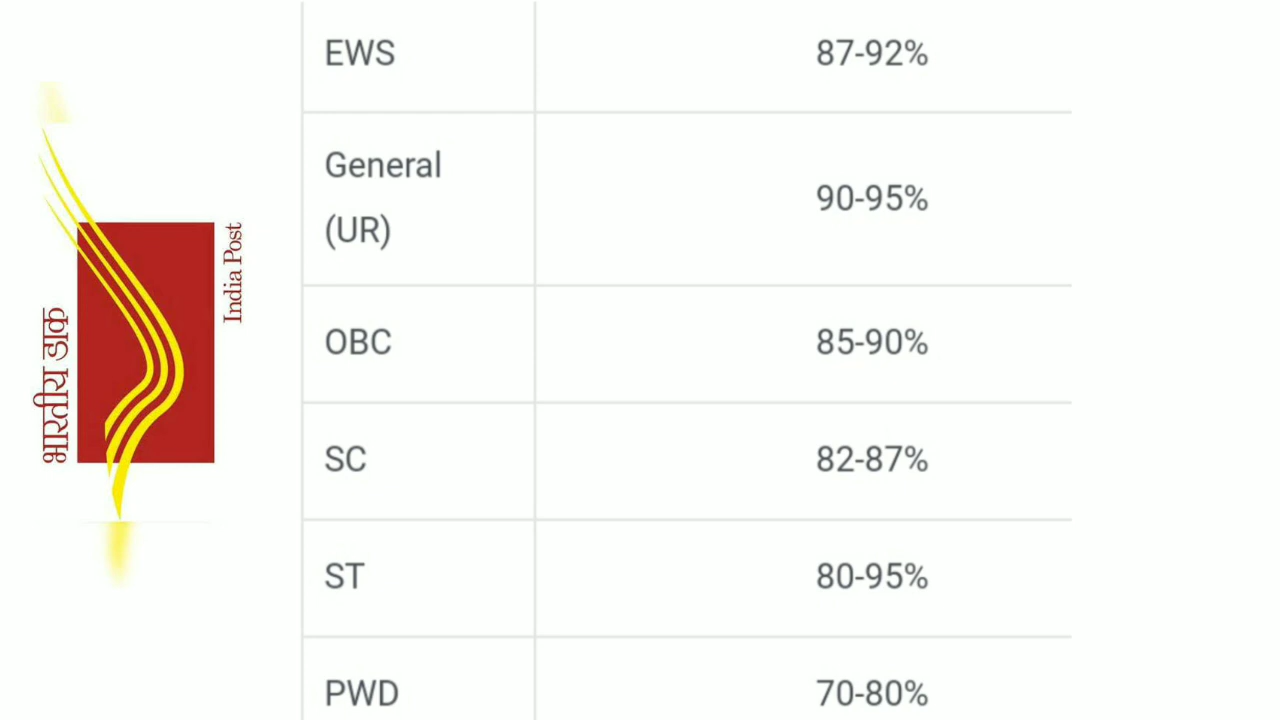 भारतीय डाक
India Post
EWS 87-92%
General
(UR) 90-95%
OBC 85-90%
SC 82-87%
ST 80-95%
PWD 70-80%